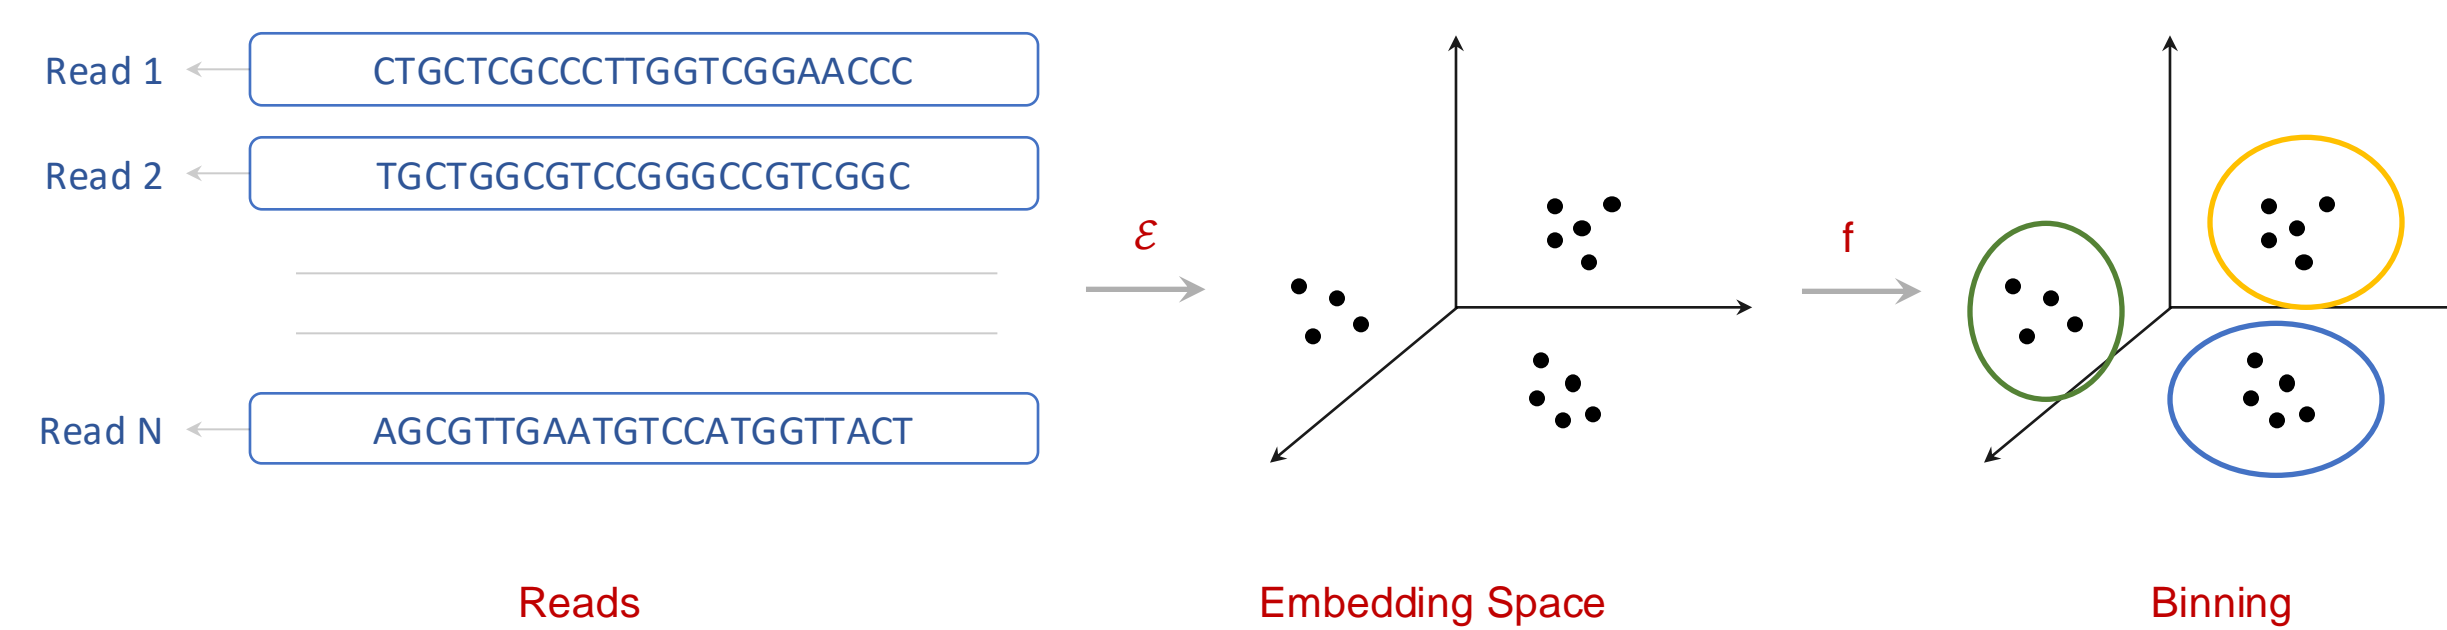 Read 1
CTGCTCGCCCTTGGTCGGAACCC
Read 2
TGCTGGCGTCCGGGCCGTCGGC
Read N
AGCGTTGAATGTCCATGGTTACT
ℰ
f
Reads
Embedding Space
Binning